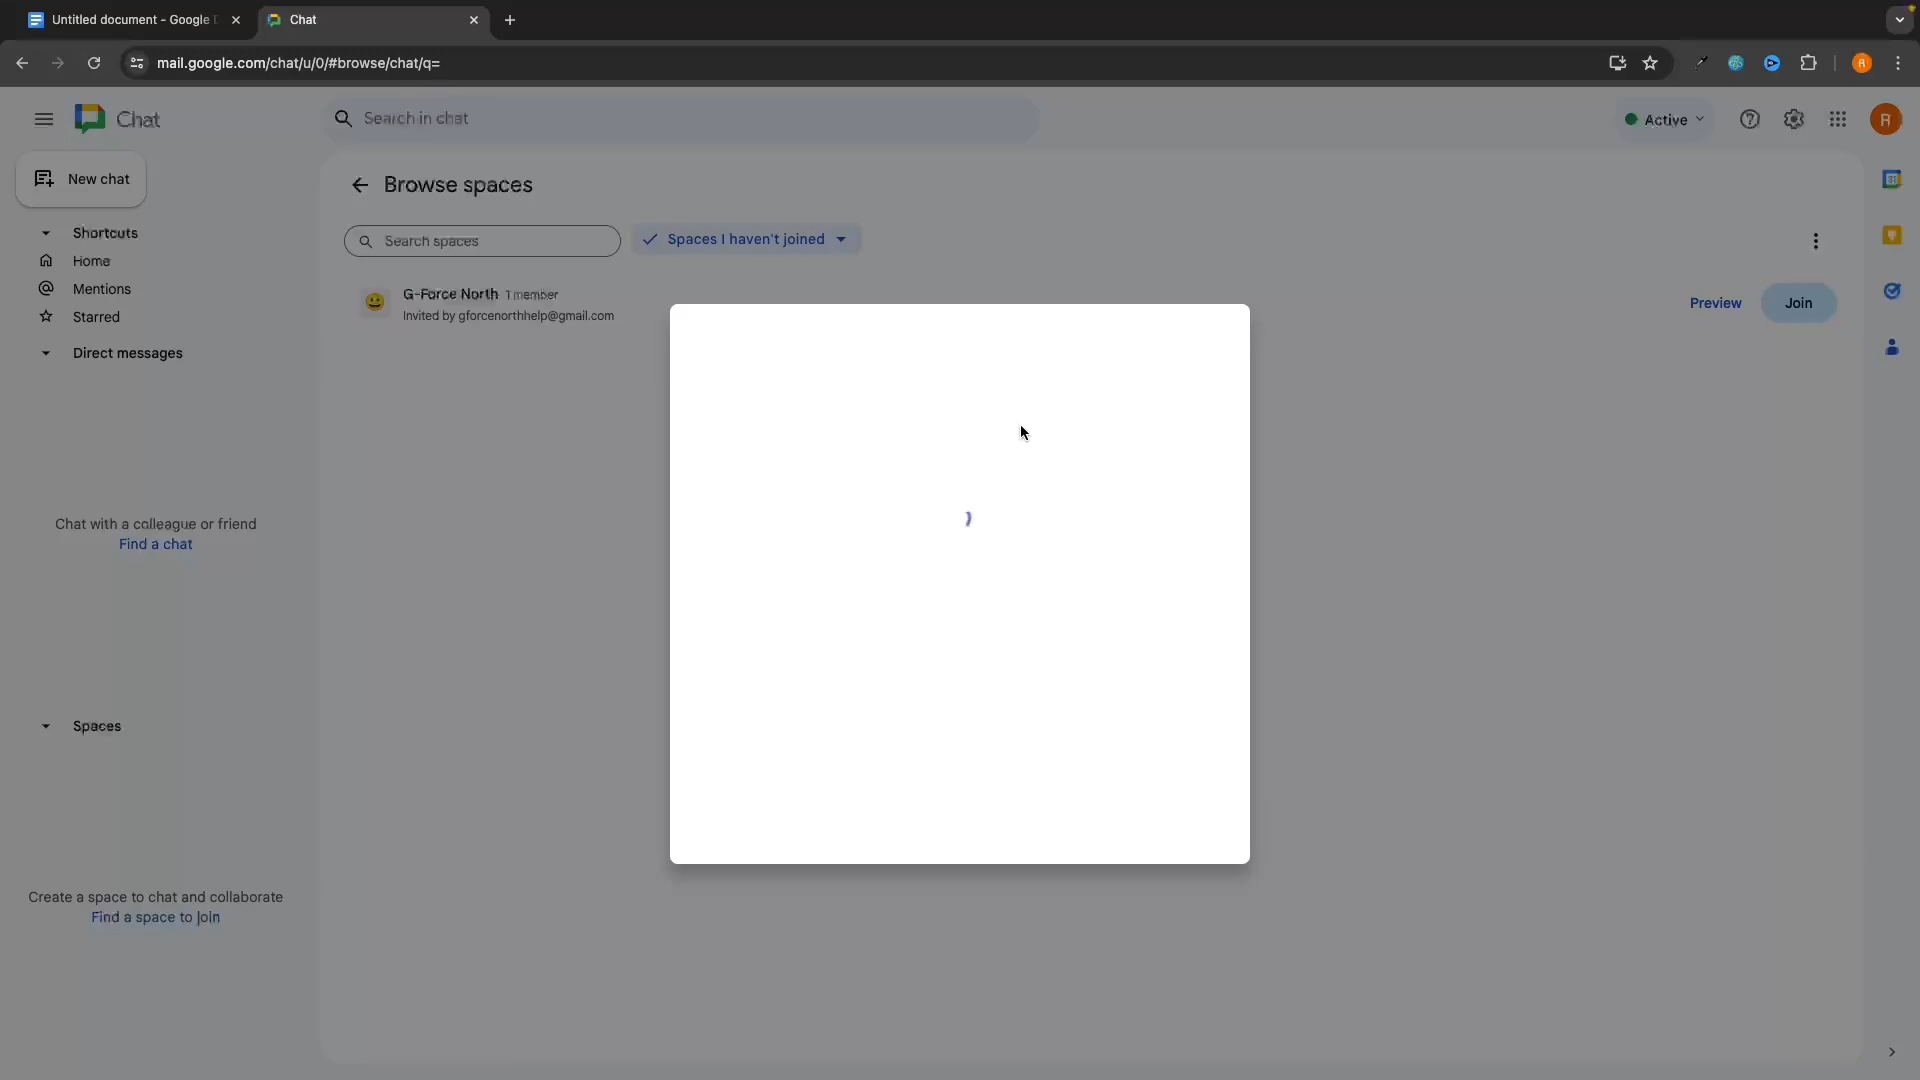 Untitled document - Google D
Chat
mail.google.com/chat/u/0/#browse/chat/q=
R
Chat
Search in chat
Active
R
New chat
Browse spaces
Shortcuts
Search spaces
Spaces I haven't joined
Home
Mentions
G-Force North 1 member
Invited by gforcenorthhelp@gmail.com
Preview
Join
Starred
Direct messages
Chat with a colleague or friend
Find a chat
Spaces
Create a space to chat and collaborate
Find a space to join